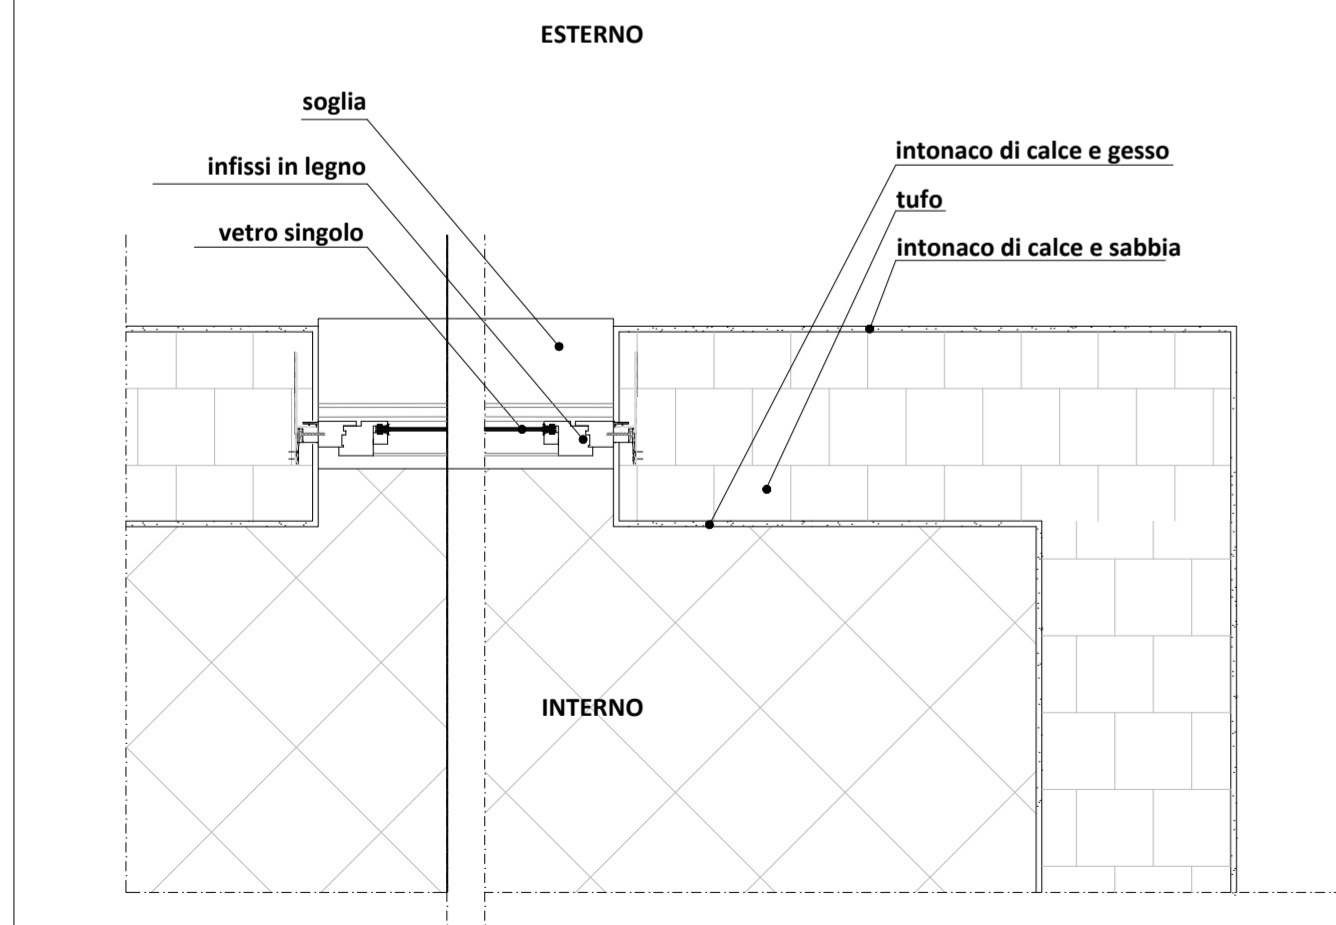 ESTERNO
soglia
infissi in legno
vetro singolo
intonaco di calce e gesso
tufo
intonaco di calce e sabbia
INTERNO